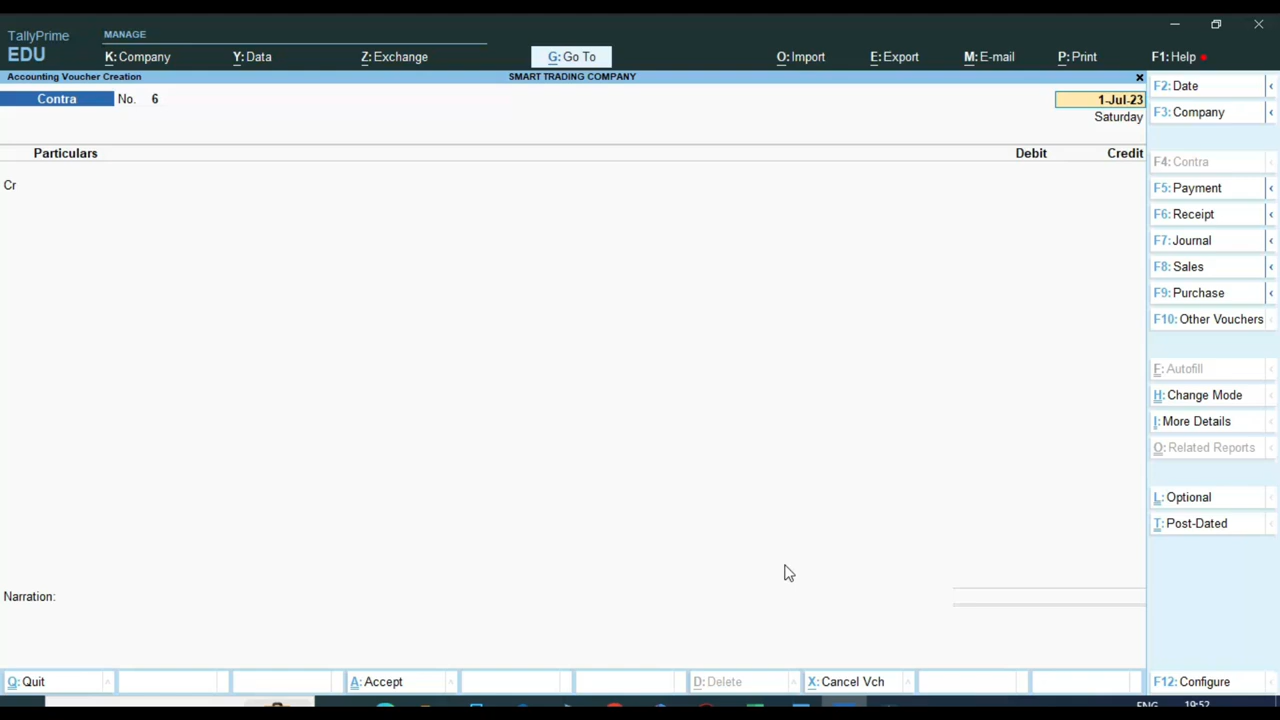 TallyPrime
EDU
MANAGE
K: Company
Y: Data
Z: Exchange
G: Go To
O: Import
E: Export
M: E-mail
P: Print
F1: Help
Accounting Voucher Creation
SMART TRADING COMPANY
Contra No. 6
1-Jul-23
Saturday
Particulars
Debit
Credit
Cr
Narration:
F2: Date
F3: Company
F4: Contra
F5: Payment
F6: Receipt
F7: Journal
F8: Sales
F9: Purchase
F10: Other Vouchers
F: Autofill
H: Change Mode
I: More Details
O: Related Reports
L: Optional
T: Post-Dated
Q: Quit
A: Accept
D: Delete
X: Cancel Vch
F12: Configure
ENG
19:52